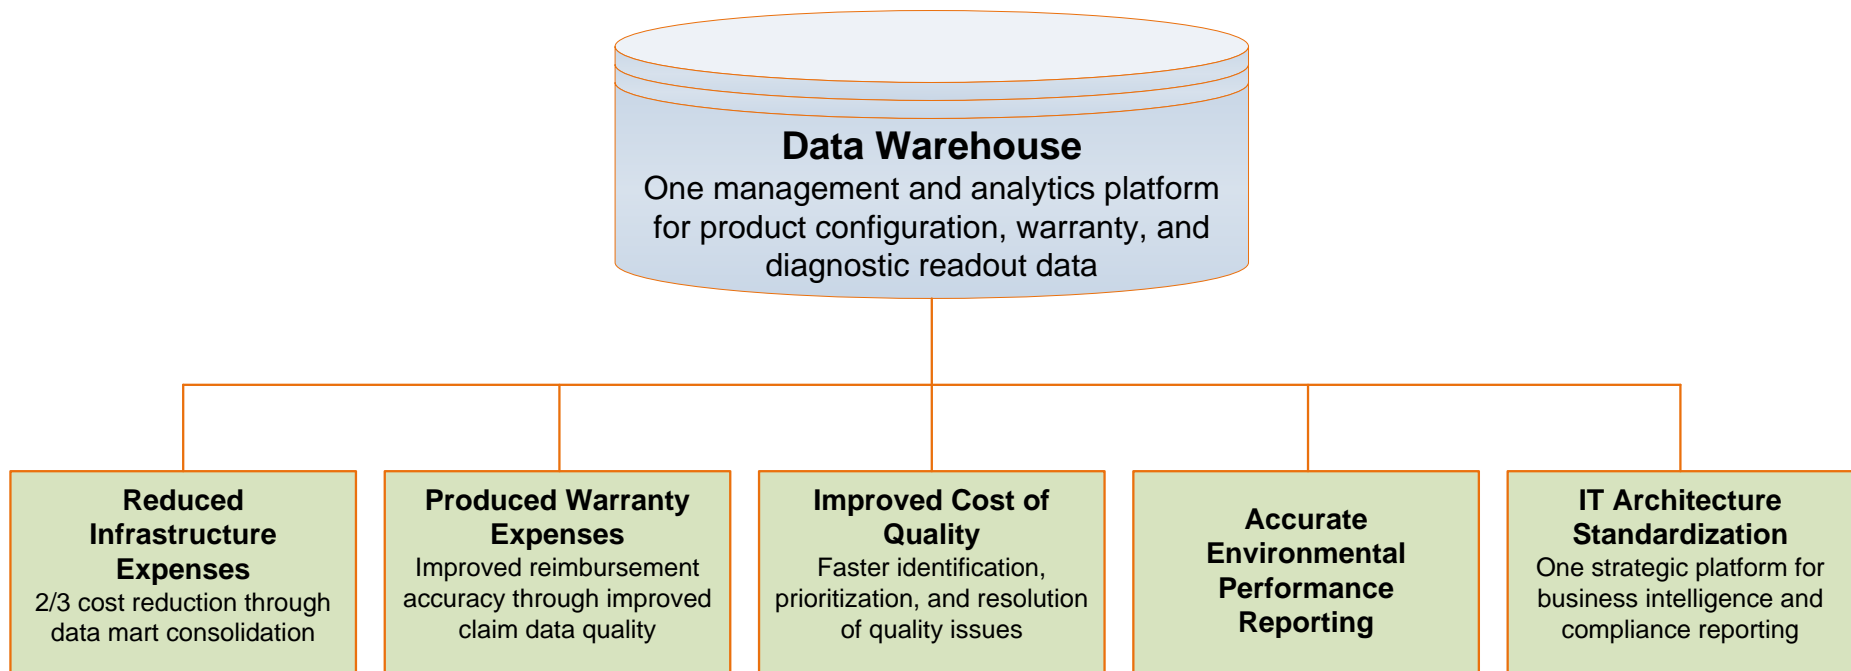 Data Warehouse
One management and analytics platform
for product configuration, warranty, and
diagnostic readout data
Reduced
Infrastructure
Expenses
2/3 cost reduction through
data mart consolidation
Produced Warranty
Expenses
Improved reimbursement
accuracy through improved
claim data quality
Improved Cost of
Quality
Faster identification,
prioritization, and resolution
of quality issues
Accurate
Environmental
Performance
Reporting
IT Architecture
Standardization
One strategic platform for
business intelligence and
compliance reporting